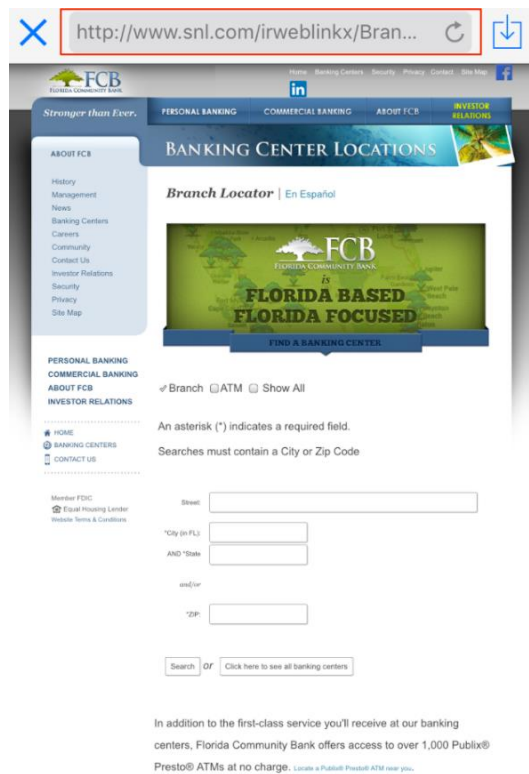 http://www.snl.com/irweblinkx/Bran...
Home Banking Centers Security Privacy Contact Site Map
FCB
FLORIDA COMMUNITY BANK
Stronger than Ever.
PERSONAL BANKING COMMERCIAL BANKING ABOUT FCB INVESTOR RELATIONS
ABOUT FCB
BANKING CENTER LOCATIONS
History
Management
News
Banking Centers
Careers
Community
Contact Us
Investor Relations
Security
Privacy
Site Map
Branch Locator | En Español
FCB
FLORIDA COMMUNITY BANK
is
FLORIDA BASED
FLORIDA FOCUSED
FIND A BANKING CENTER
PERSONAL BANKING
COMMERCIAL BANKING
ABOUT FCB
INVESTOR RELATIONS
HOME
BANKING CENTERS
CONTACT US
Member FDIC
Equal Housing Lender
Website Terms & Conditions
Branch ATM Show All
An asterisk (*) indicates a required field.
Searches must contain a City or Zip Code
Street:
*City (in FL):
AND *State
and/or
*ZIP:
Search or Click here to see all banking centers
In addition to the first-class service you'll receive at our banking
centers, Florida Community Bank offers access to over 1,000 Publix®
Presto® ATMs at no charge. Locate a Publix® Presto® ATM near you.